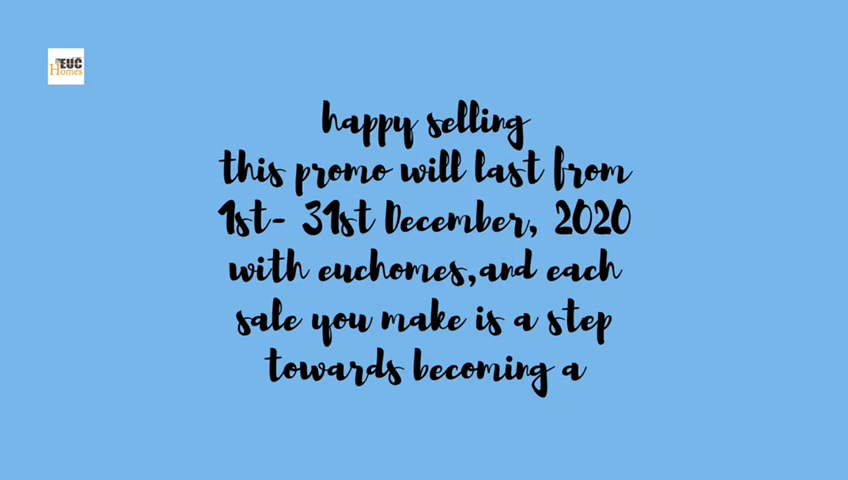 EUC
Homes
happy selling
this promo will last from
1st- 31st December, 2020
with euchomes,and each
sale you make is a step
towards becoming a